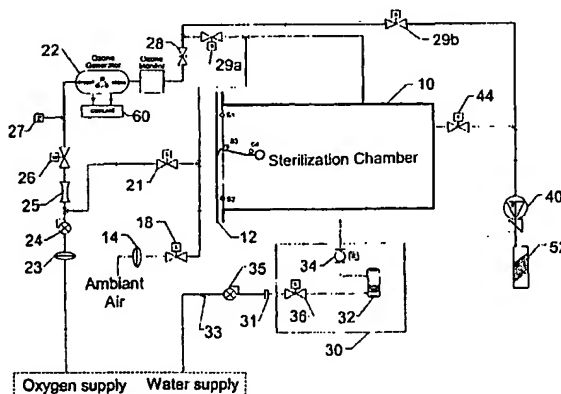 22
Ozone
Generator
Ozone
Monitor
28
29a
29b
60
10
44
27
S1
S3
S4
Sterilization Chamber
26
21
25
S2
40
24
18
12
14
34
52
23
Ambiant
Air
35
33
31
36
32
30
Oxygen supply
Water supply